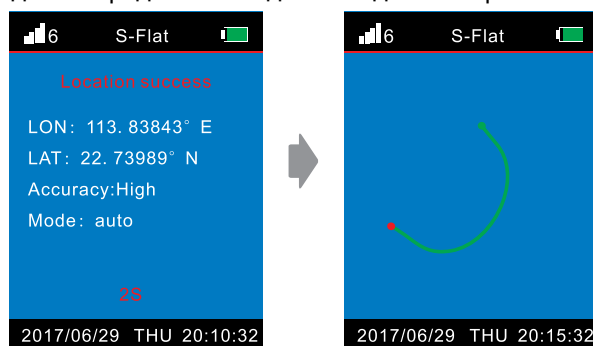 6 S-Flat
Location success
LON: 113.83843° E
LAT: 22.73989° N
Accuracy:High
Mode: auto
2S
2017/06/29 THU 20:10:32
6 S-Flat
2017/06/29 THU 20:15:32